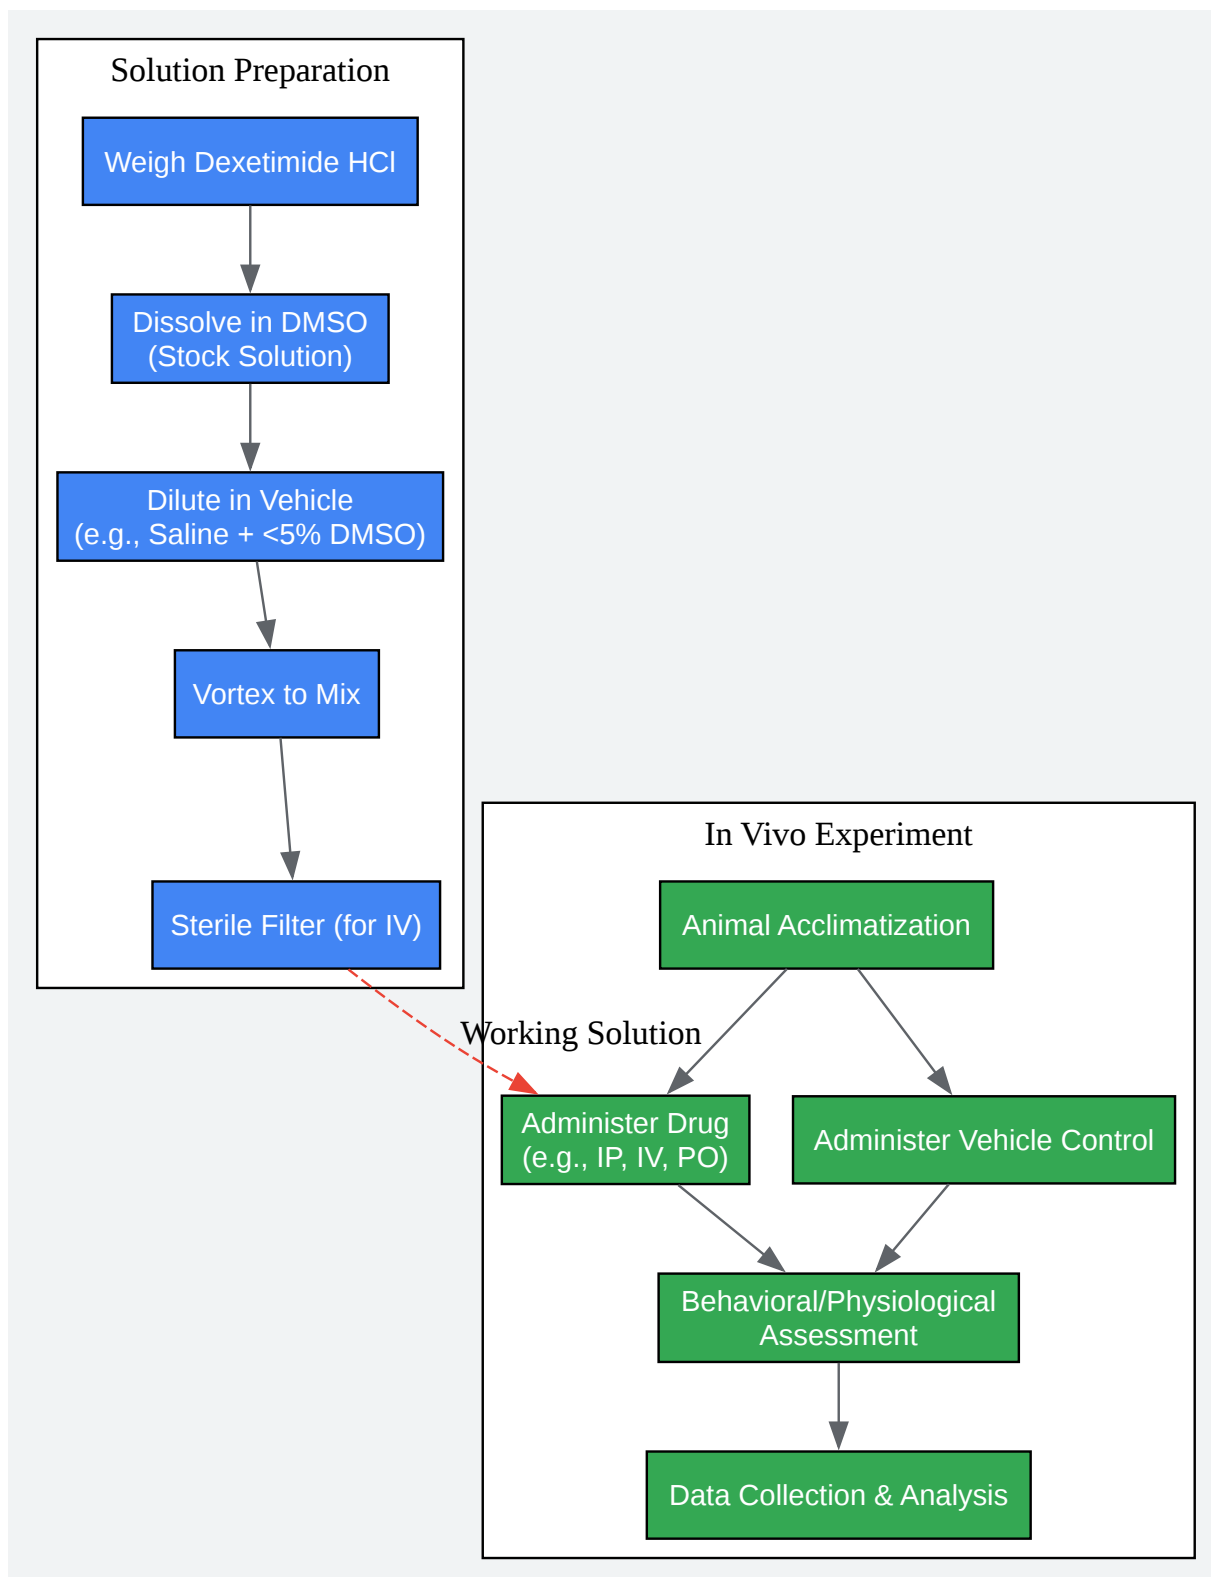 Solution Preparation
Weigh Dexetimide HCl
Dissolve in DMSO
(Stock Solution)
Dilute in Vehicle
(e.g., Saline + <5% DMSO)
Vortex to Mix
Sterile Filter (for IV)
In Vivo Experiment
Animal Acclimatization
Working Solution
Administer Drug
(e.g., IP, IV, PO)
Administer Vehicle Control
Behavioral/Physiological
Assessment
Data Collection & Analysis